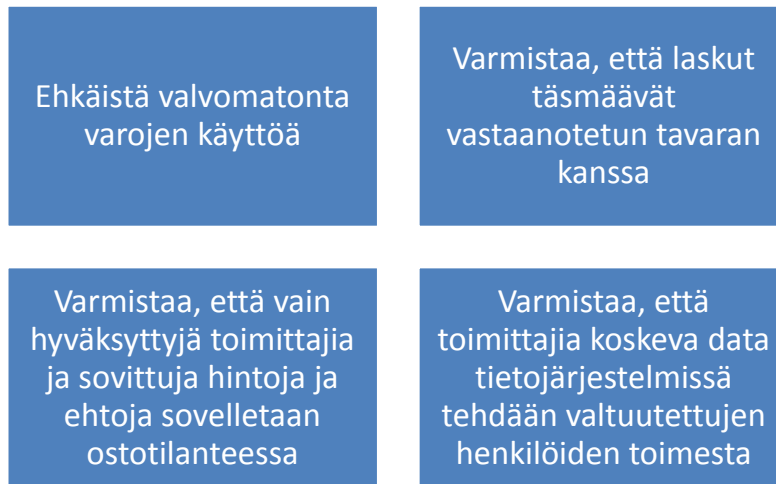 Ehkäistä valvomatonta
varojen käyttöä
Varmistaa, että laskut
täsmäävät
vastaanotetun tavaran
kanssa
Varmistaa, että vain
hyväksyttyjä toimittajia
ja sovittuja hintoja ja
ehtoja sovelletaan
ostotilanteessa
Varmistaa, että
toimittajia koskeva data
tietojärjestelmissä
tehdään valtuutettujen
henkilöiden toimesta